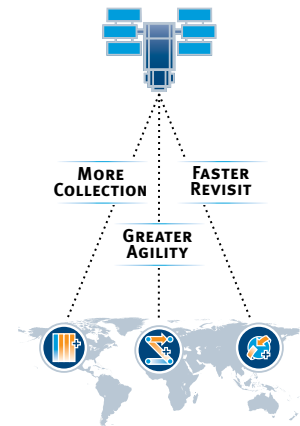 MORE
COLLECTION
FASTER
REVISIT
GREATER
AGILITY